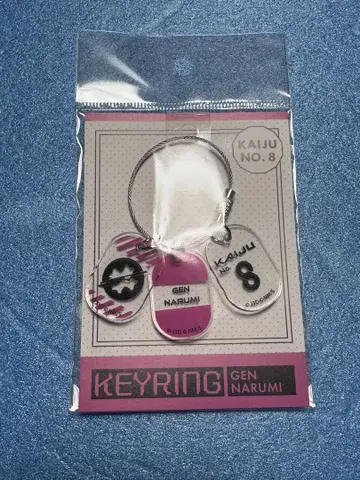 KAIJU
NO. 8
GEN
NARUMI
KAIJU
No.
8
KEYRING
GEN
NARUMI